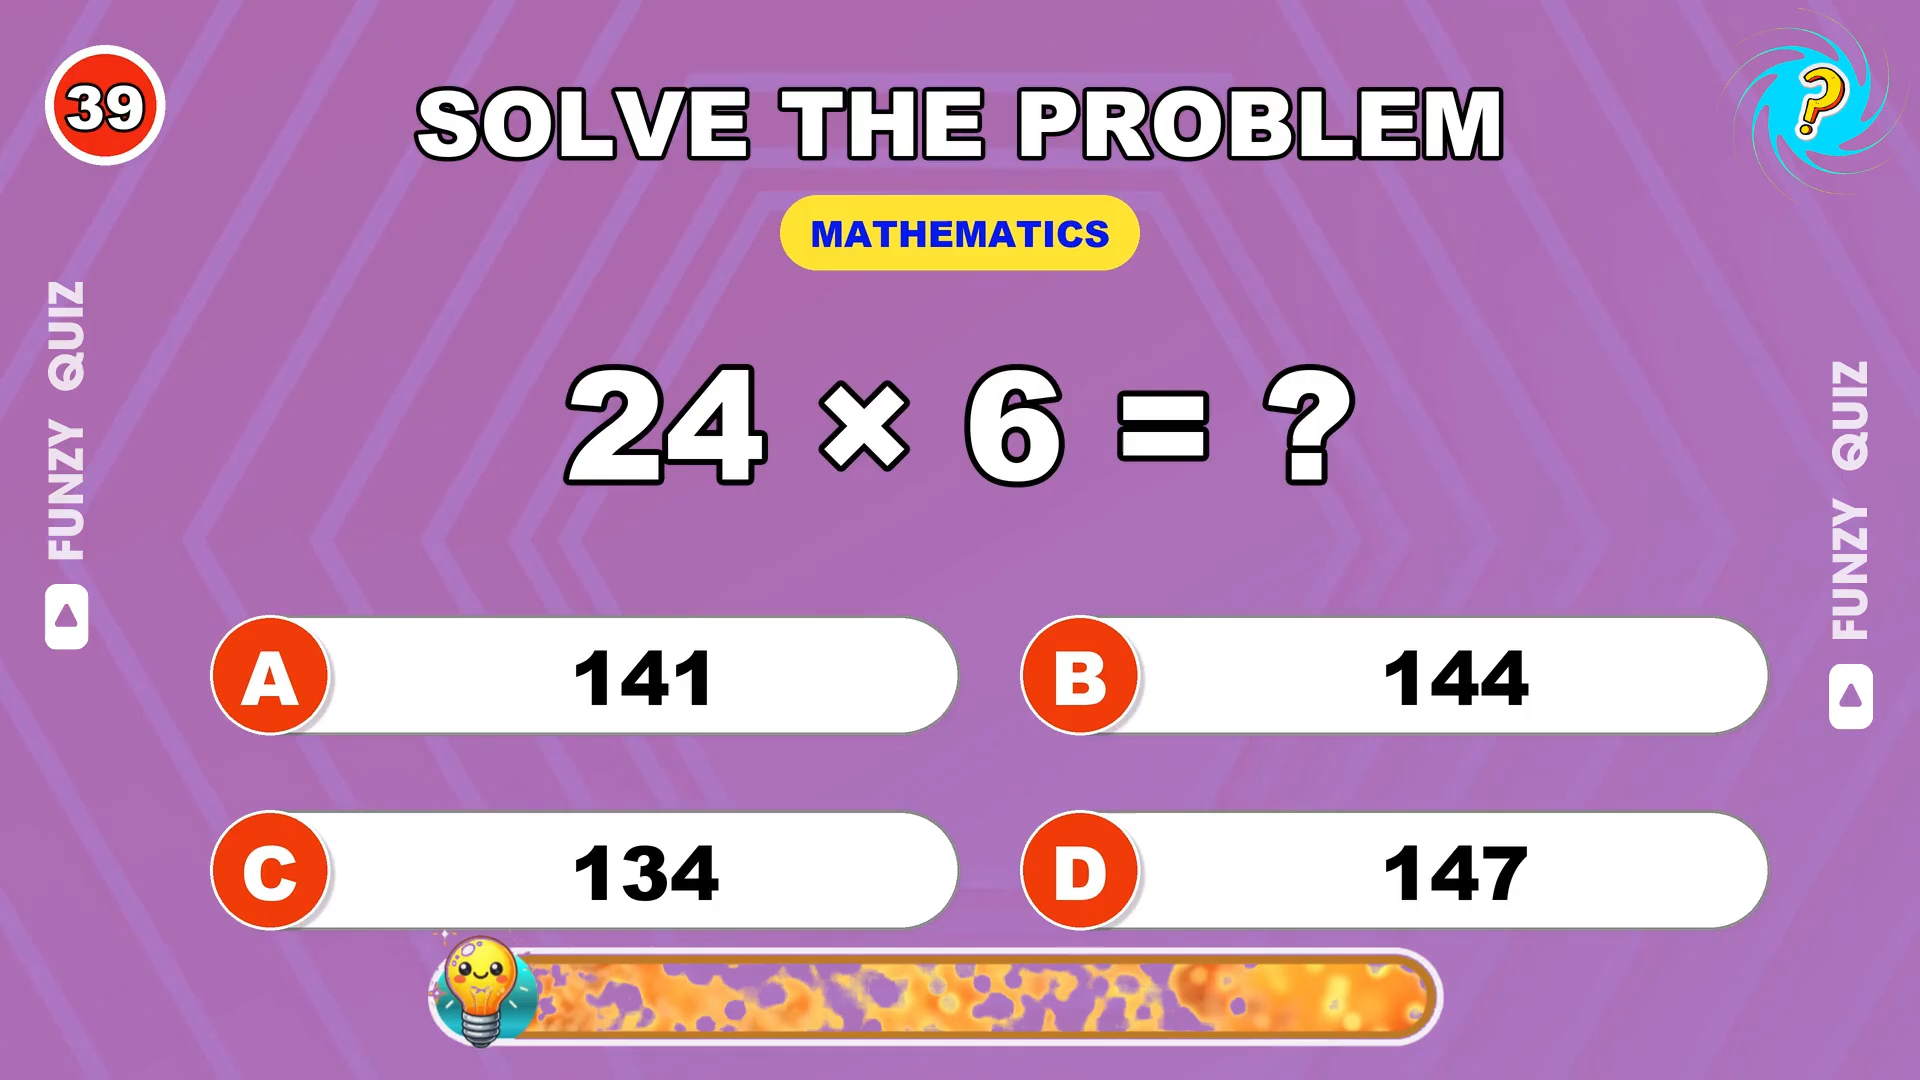 39
SOLVE THE PROBLEM
?
MATHEMATICS
FUNZY QUIZ
24 × 6 = ?
FUNZY QUIZ
A 141
B 144
C 134
D 147